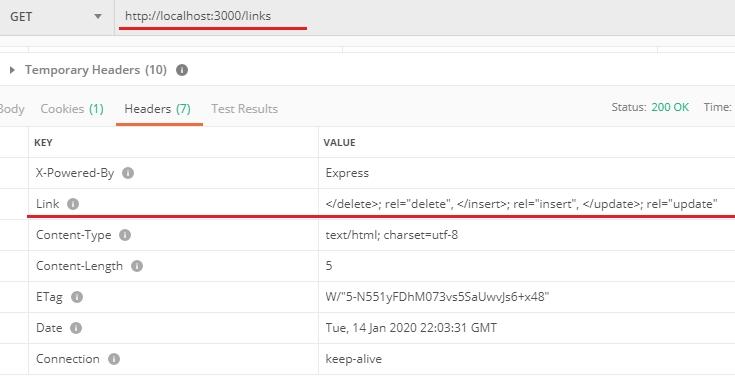 GET http://localhost:3000/links
Temporary Headers (10)
Body Cookies (1) Headers (7) Test Results Status: 200 OK Time:
KEY VALUE
X-Powered-By Express
Link </delete>; rel="delete", </insert>; rel="insert", </update>; rel="update"
Content-Type text/html; charset=utf-8
Content-Length 5
ETag W/"5-N551yFDhM073vs5SaUwvJs6+x48"
Date Tue, 14 Jan 2020 22:03:31 GMT
Connection keep-alive